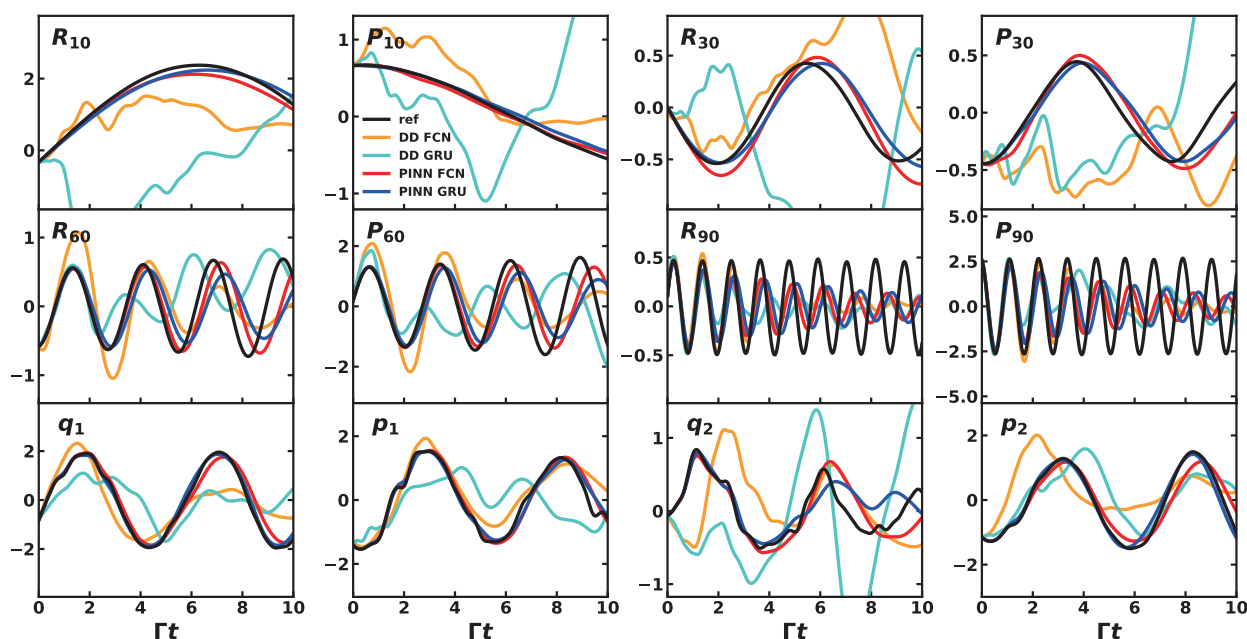 R10
P10
R30
P30
2
0
1
0
−1
0.5
0.0
−0.5
0.5
0.0
−0.5
ref
DD FCN
DD GRU
PINN FCN
PINN GRU
R60
P60
R90
P90
1
0
−1
2
0
−2
0.5
0.0
−0.5
5.0
2.5
0.0
−2.5
−5.0
q1
p1
q2
p2
2
0
−2
2
0
−2
1
0
−1
2
0
−2
0 2 4 6 8 10
0 2 4 6 8 10
0 2 4 6 8 10
0 2 4 6 8 10
Γt
Γt
Γt
Γt